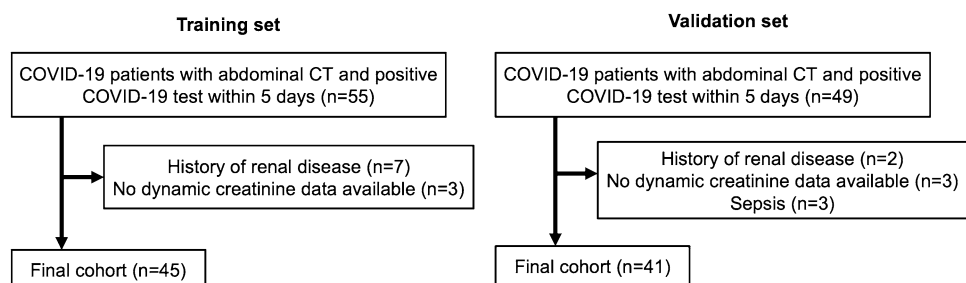 Training set
COVID-19 patients with abdominal CT and positive
COVID-19 test within 5 days (n=55)
History of renal disease (n=7)
No dynamic creatinine data available (n=3)
Final cohort (n=45)
Validation set
COVID-19 patients with abdominal CT and positive
COVID-19 test within 5 days (n=49)
History of renal disease (n=2)
No dynamic creatinine data available (n=3)
Sepsis (n=3)
Final cohort (n=41)